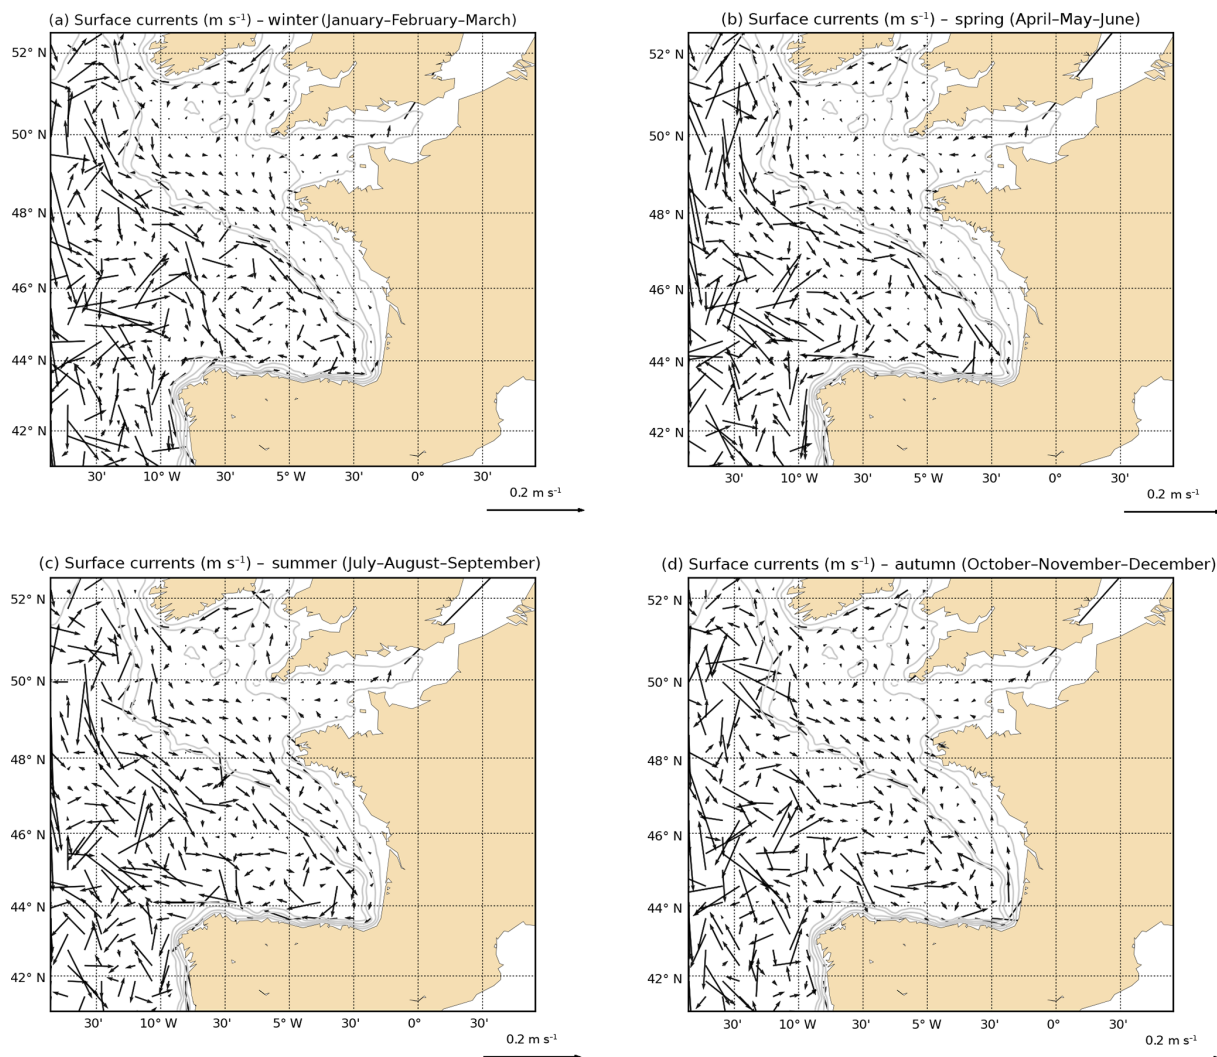 (a) Surface currents (m s⁻¹) – winter (January–February–March)
52° N
50° N
48° N
46° N
44° N
42° N
30' 10° W 30' 5° W 30' 0° 30'
0.2 m s⁻¹
(b) Surface currents (m s⁻¹) – spring (April–May–June)
52° N
50° N
48° N
46° N
44° N
42° N
30' 10° W 30' 5° W 30' 0° 30'
0.2 m s⁻¹
(c) Surface currents (m s⁻¹) – summer (July–August–September)
52° N
50° N
48° N
46° N
44° N
42° N
30' 10° W 30' 5° W 30' 0° 30'
0.2 m s⁻¹
(d) Surface currents (m s⁻¹) – autumn (October–November–December)
52° N
50° N
48° N
46° N
44° N
42° N
30' 10° W 30' 5° W 30' 0° 30'
0.2 m s⁻¹